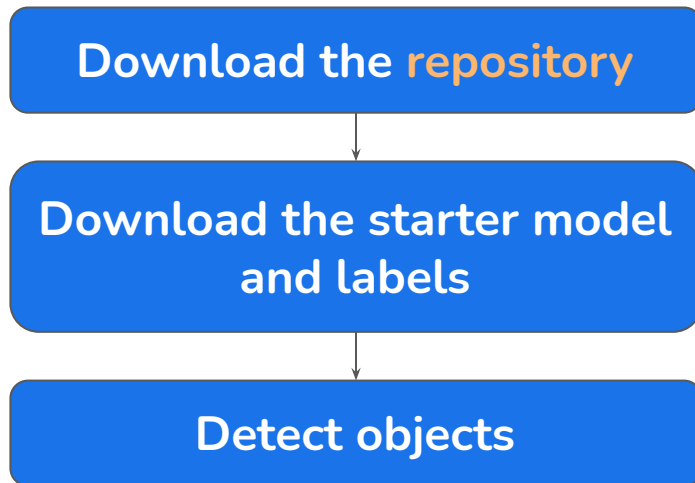 Download the repository
Download the starter model
and labels
Detect objects